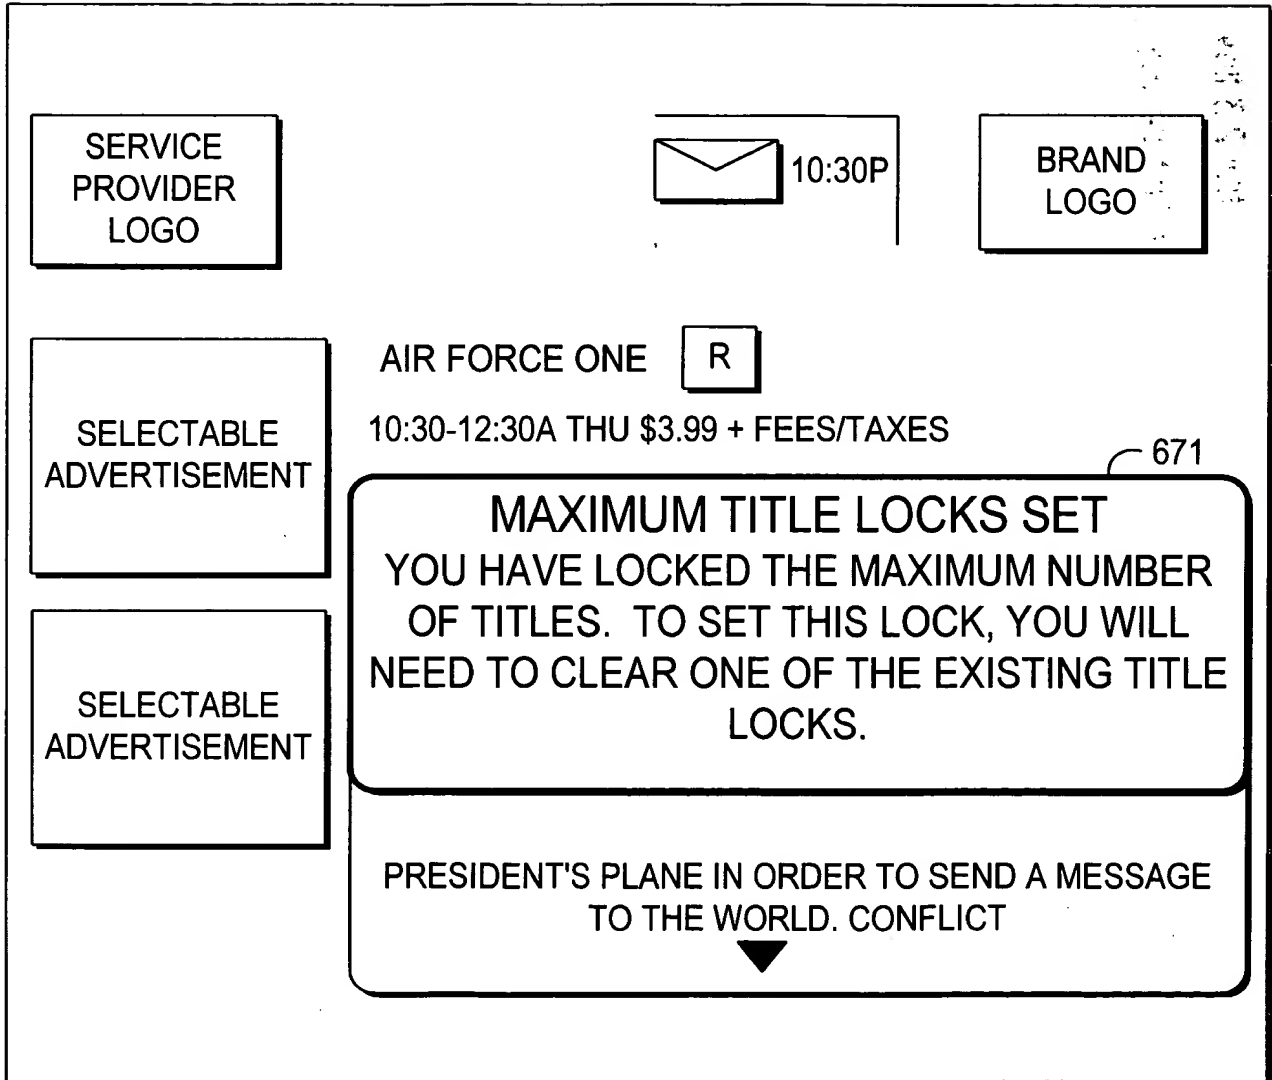 SERVICE
PROVIDER
LOGO
10:30P
BRAND
LOGO
AIR FORCE ONE R
10:30-12:30A THU $3.99 + FEES/TAXES
SELECTABLE
ADVERTISEMENT
671
MAXIMUM TITLE LOCKS SET
YOU HAVE LOCKED THE MAXIMUM NUMBER
OF TITLES. TO SET THIS LOCK, YOU WILL
NEED TO CLEAR ONE OF THE EXISTING TITLE
LOCKS.
SELECTABLE
ADVERTISEMENT
PRESIDENT'S PLANE IN ORDER TO SEND A MESSAGE
TO THE WORLD. CONFLICT